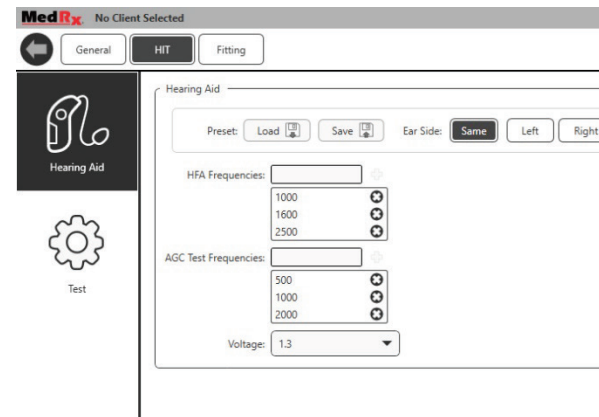 MedRx No Client Selected
General HIT Fitting
Hearing Aid
Preset: Load Save Ear Side: Same Left Right
Hearing Aid
HFA Frequencies:
1000
1600
2500
AGC Test Frequencies:
500
1000
2000
Test
Voltage: 1.3